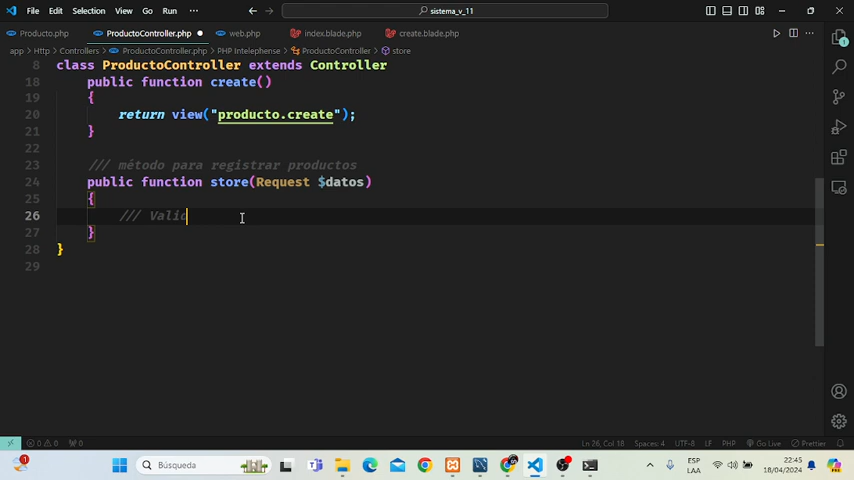 File Edit Selection View Go Run ··· sistema_v_11
Producto.php ProductoController.php web.php index.blade.php create.blade.php
app > Http > Controllers > ProductoController.php > PHP Intelephense > ProductoController > store
8 class ProductoController extends Controller
18 public function create()
19 {
20 return view("producto.create");
21 }
22
23 /// método para registrar productos
24 public function store(Request $datos)
25 {
26 /// Valid
27 }
28 }
29
0 0 0 Ln 26, Col 18 Spaces: 4 UTF-8 LF PHP Go Live Prettier
1 Búsqueda ESP LAA 22:45 18/04/2024